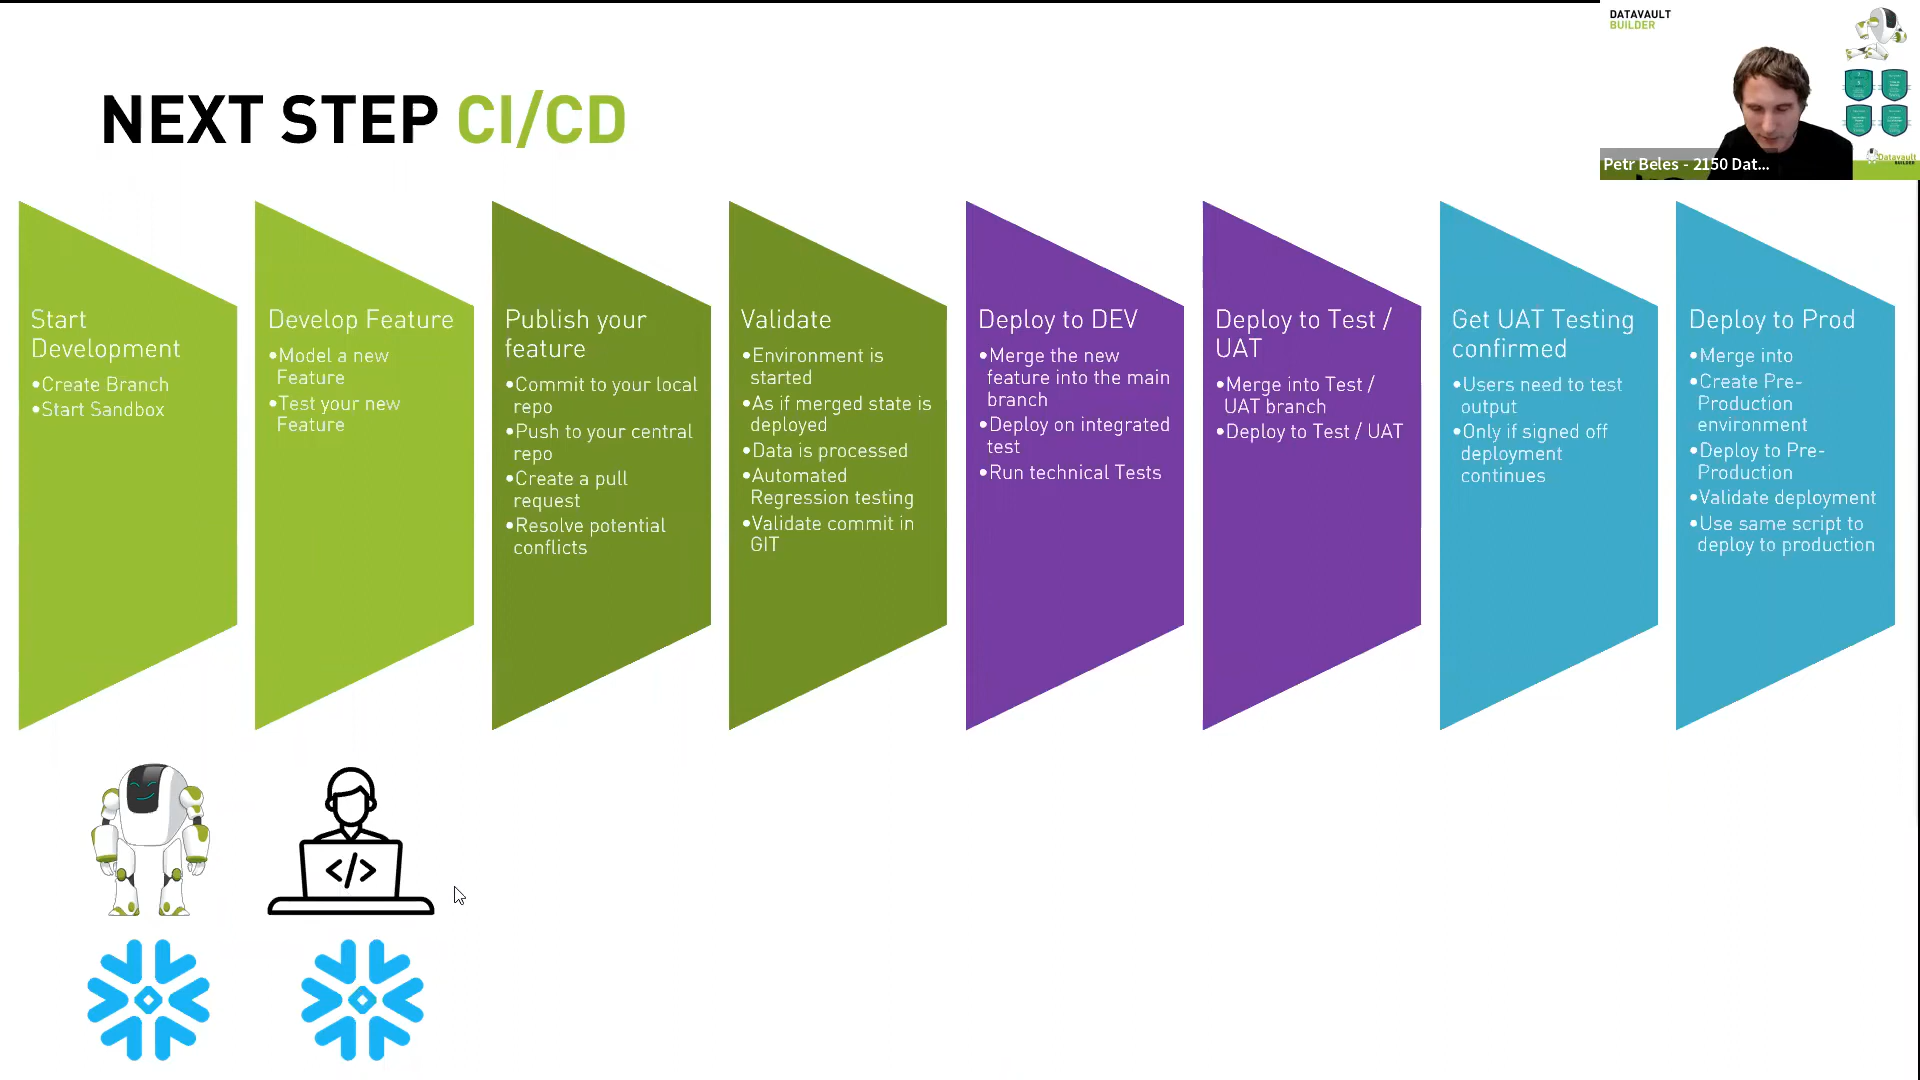 DATAVAULT
BUILDER
NEXT STEP CI/CD
Petr Beles - 2150 Dat...
Datavault
BUILDER
Start
Development
•Create Branch
•Start Sandbox
Develop Feature
•Model a new
Feature
•Test your new
Feature
Publish your
feature
•Commit to your local
repo
•Push to your central
repo
•Create a pull
request
•Resolve potential
conflicts
Validate
•Environment is
started
•As if merged state is
deployed
•Data is processed
•Automated
Regression testing
•Validate commit in
GIT
Deploy to DEV
•Merge the new
feature into the main
branch
•Deploy on integrated
test
•Run technical Tests
Deploy to Test /
UAT
•Merge into Test /
UAT branch
•Deploy to Test / UAT
Get UAT Testing
confirmed
•Users need to test
output
•Only if signed off
deployment
continues
Deploy to Prod
•Merge into
•Create Pre-
Production
environment
•Deploy to Pre-
Production
•Validate deployment
•Use same script to
deploy to production
</>